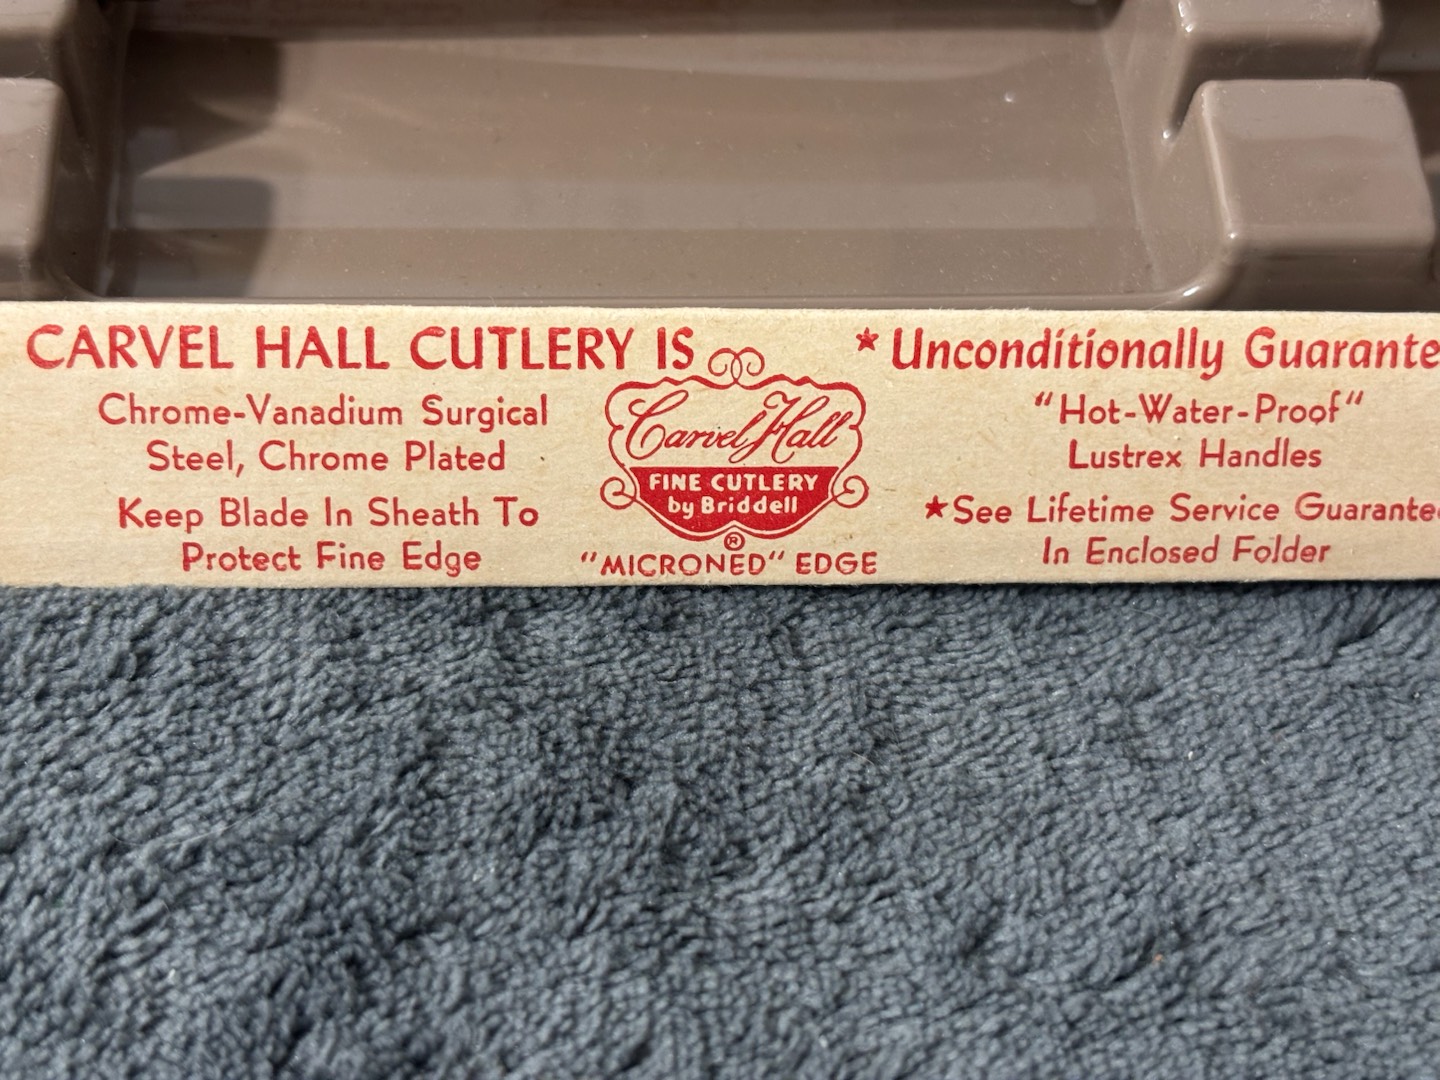 CARVEL HALL CUTLERY IS
Chrome-Vanadium Surgical
Steel, Chrome Plated
Keep Blade In Sheath To
Protect Fine Edge
Carvel Hall
FINE CUTLERY
by Briddell
®
"MICRONED" EDGE
*Unconditionally Guarante
"Hot-Water-Proof"
Lustrex Handles
*See Lifetime Service Guarantee
In Enclosed Folder